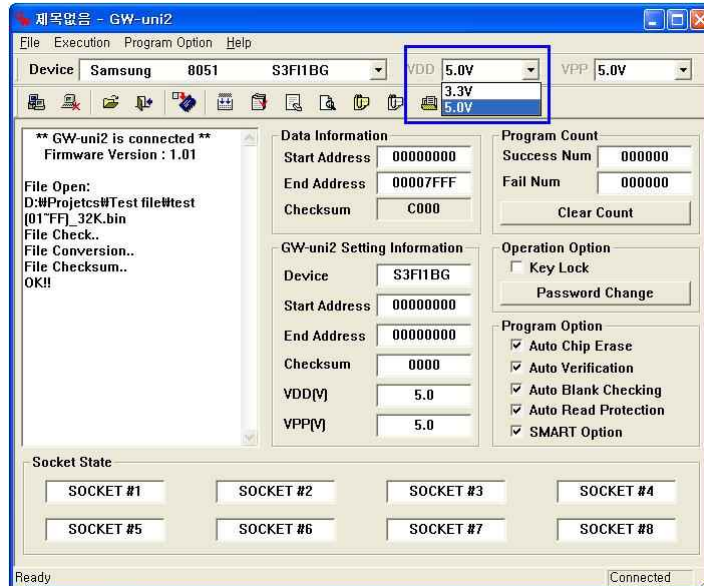 제목없음 - GW-uni2
File Execution Program Option Help
Device Samsung 8051 S3FI1BG VDD 5.0V VPP 5.0V
3.3V
5.0V
** GW-uni2 is connected **
Firmware Version : 1.01
File Open:
D:₩Projetcs₩Test file₩test
(01~FF)_32K.bin
File Check..
File Conversion..
File Checksum..
OK!!
Data Information
Start Address 00000000
End Address 00007FFF
Checksum C000
GW-uni2 Setting Information
Device S3FI1BG
Start Address 00000000
End Address 00000000
Checksum 0000
VDD(V) 5.0
VPP(V) 5.0
Program Count
Success Num 000000
Fail Num 000000
Clear Count
Operation Option
Key Lock
Password Change
Program Option
Auto Chip Erase
Auto Verification
Auto Blank Checking
Auto Read Protection
SMART Option
Socket State
SOCKET #1 SOCKET #2 SOCKET #3 SOCKET #4
SOCKET #5 SOCKET #6 SOCKET #7 SOCKET #8
Ready Connected